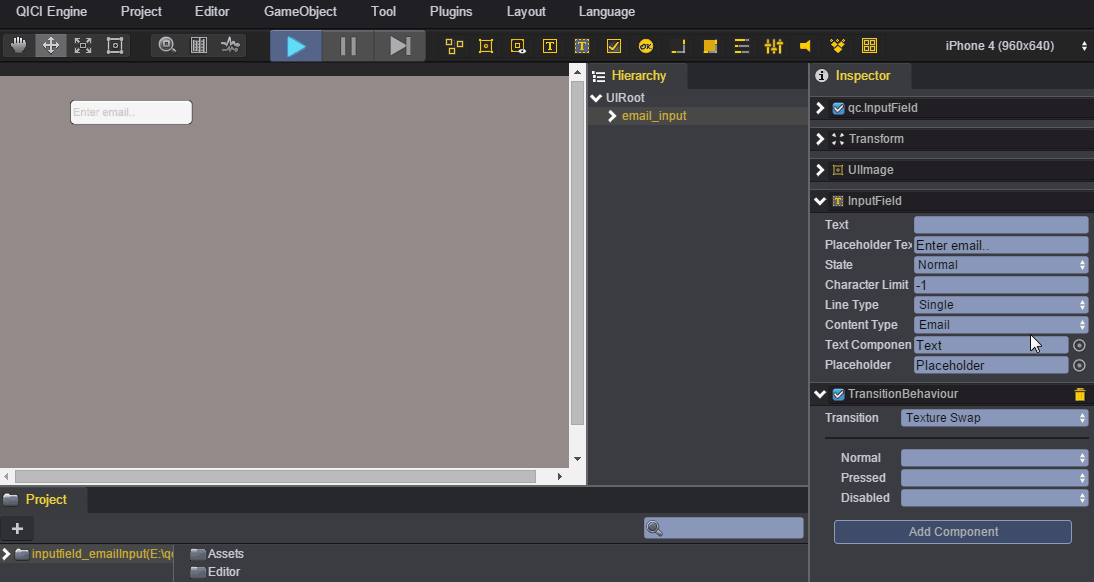 QICI Engine Project Editor GameObject Tool Plugins Layout Language
OK iPhone 4 (960x640)
Hierarchy
UIRoot
email_input
Enter email..
Inspector
qc.InputField
Transform
UIImage
InputField
Text
Placeholder Tex Enter email..
State Normal
Character Limit -1
Line Type Single
Content Type Email
Text Componen Text
Placeholder Placeholder
TransitionBehaviour
Transition Texture Swap
Normal
Pressed
Disabled
Add Component
Project
inputfield_emailInput(E:\qc
Assets
Editor